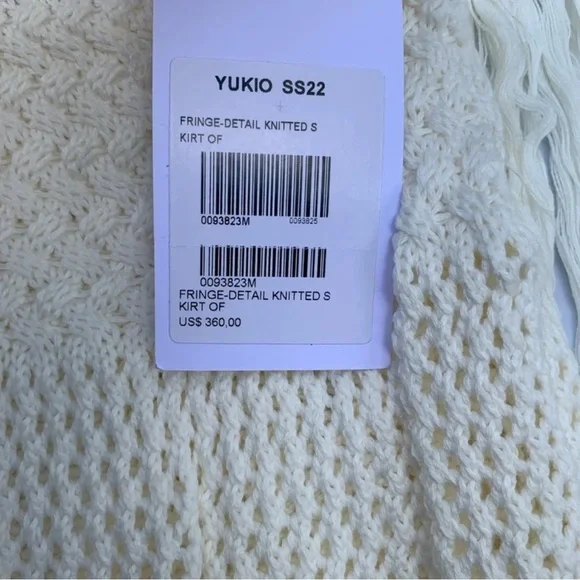 YUKIO SS22
FRINGE-DETAIL KNITTED S
KIRT OF
0093823M 0093825
0093823M
FRINGE-DETAIL KNITTED S
KIRT OF
US$ 360,00